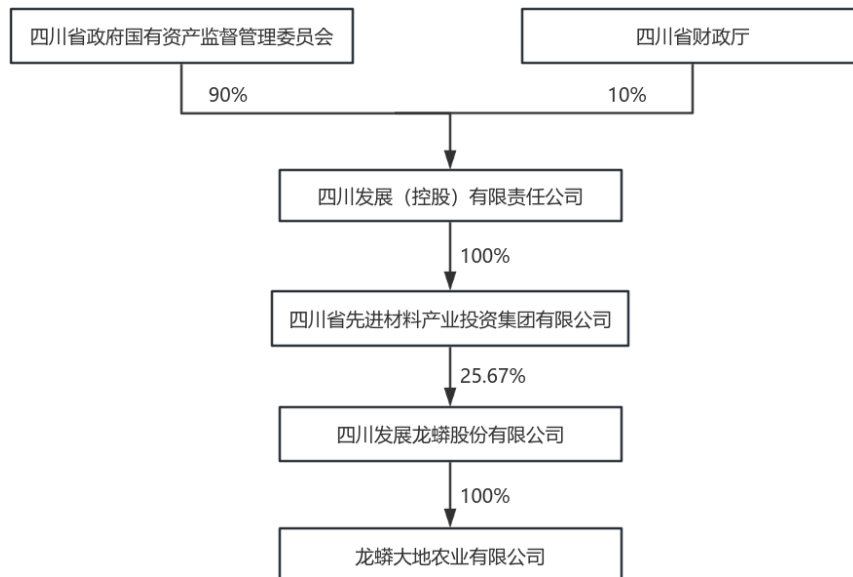 四川省政府国有资产监督管理委员会
四川省财政厅
90%
10%
四川发展（控股）有限责任公司
100%
四川省先进材料产业投资集团有限公司
25.67%
四川发展龙蟒股份有限公司
100%
龙蟒大地农业有限公司